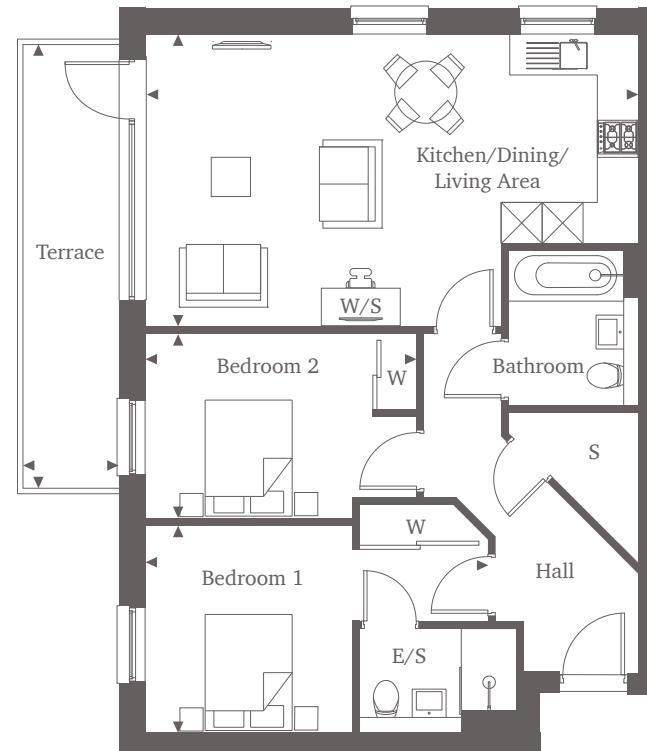 Kitchen/Dining/
Living Area
Terrace
W/S
Bedroom 2
W
Bathroom
S
W
Hall
Bedroom 1
E/S